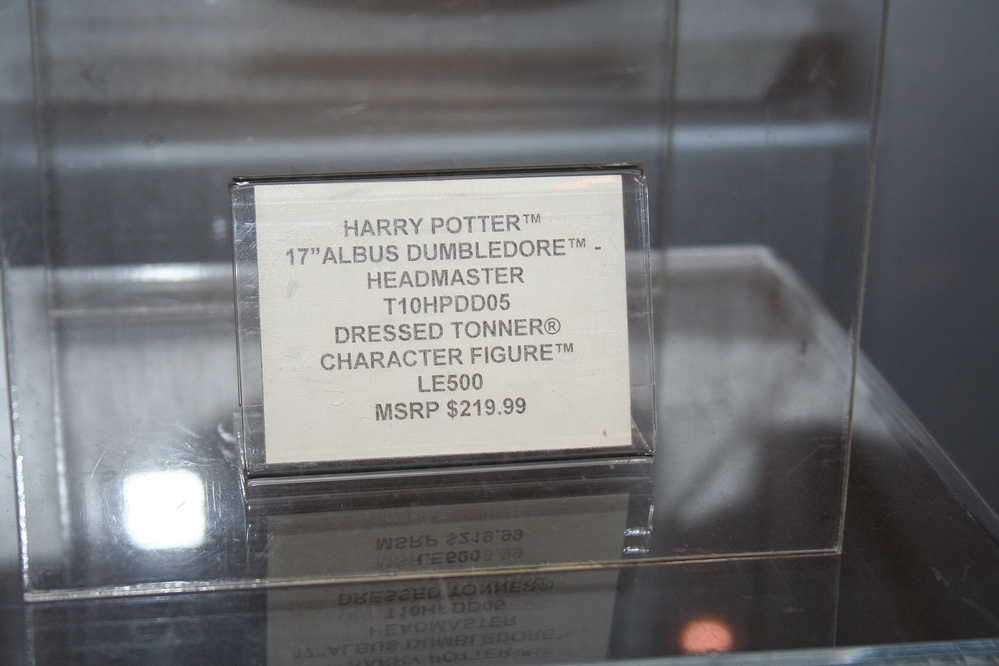 HARRY POTTER™
17”ALBUS DUMBLEDORE™ -
HEADMASTER
T10HPDD05
DRESSED TONNER®
CHARACTER FIGURE™
LE500
MSRP $219.99